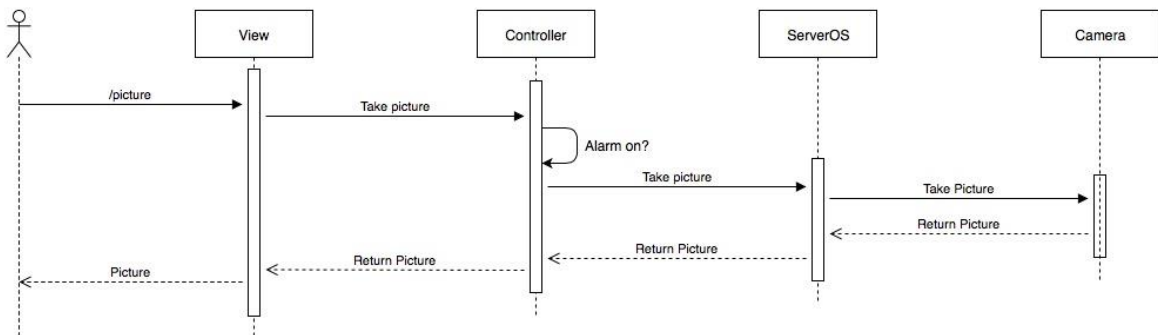 View
Controller
ServerOS
Camera
/picture
Take picture
Alarm on?
Take picture
Take Picture
Return Picture
Return Picture
Return Picture
Picture